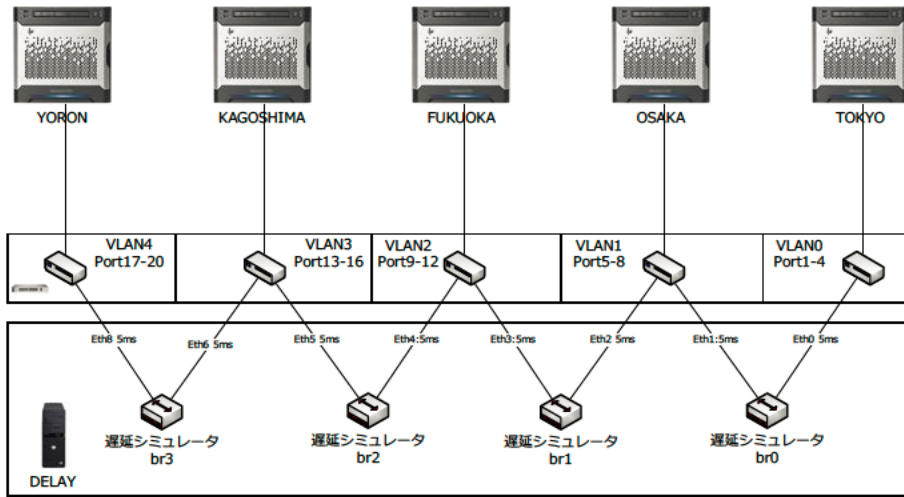 YORON
KAGOSHIMA
FUKUOKA
OSAKA
TOKYO
VLAN4
Port17-20
VLAN3
Port13-16
VLAN2
Port9-12
VLAN1
Port5-8
VLAN0
Port1-4
Eth8 5ms
Eth6 5ms
Eth5 5ms
Eth4:5ms
Eth3:5ms
Eth2 5ms
Eth1:5ms
Eth0 5ms
遅延シミュレータ
br3
遅延シミュレータ
br2
遅延シミュレータ
br1
遅延シミュレータ
br0
DELAY